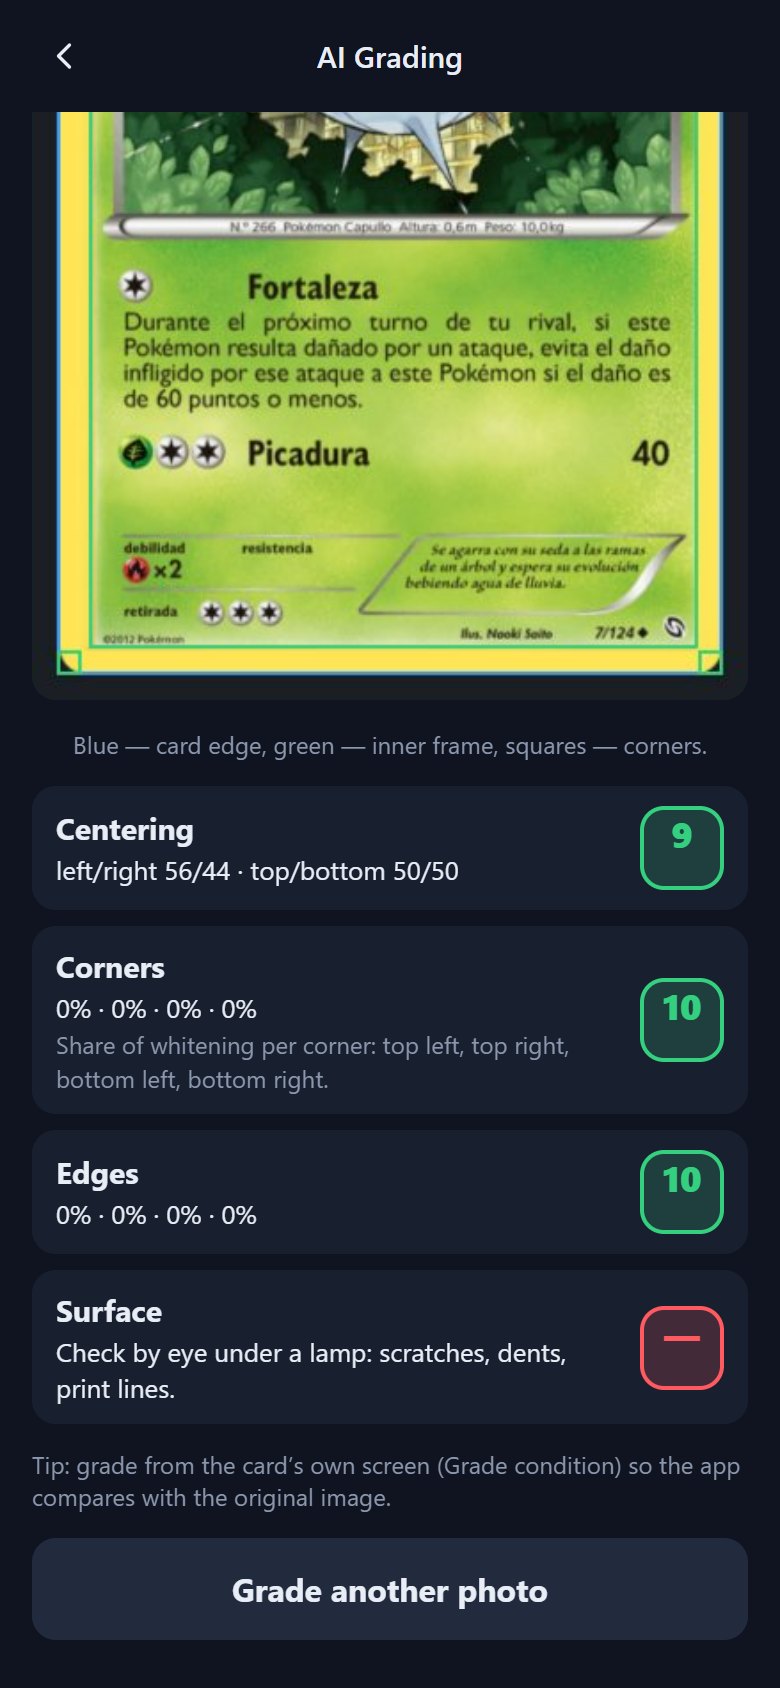 AI Grading
N.º 266 Pokémon Capullo Altura: 0,6m Peso: 10,0kg
Fortaleza
Durante el próximo turno de tu rival, si este
Pokémon resulta dañado por un ataque, evita el daño
infligido por ese ataque a este Pokémon si el daño es
de 60 puntos o menos.
Picadura 40
debilidad resistencia
×2
retirada
Se agarra con su seda a las ramas
de un árbol y espera su evolución
bebiendo agua de lluvia.
©2012 Pokémon Ilus. Naoki Saito 7/124
Blue — card edge, green — inner frame, squares — corners.
Centering
left/right 56/44 · top/bottom 50/50
9
Corners
0% · 0% · 0% · 0%
Share of whitening per corner: top left, top right,
bottom left, bottom right.
10
Edges
0% · 0% · 0% · 0%
10
Surface
Check by eye under a lamp: scratches, dents,
print lines.
—
Tip: grade from the card’s own screen (Grade condition) so the app
compares with the original image.
Grade another photo